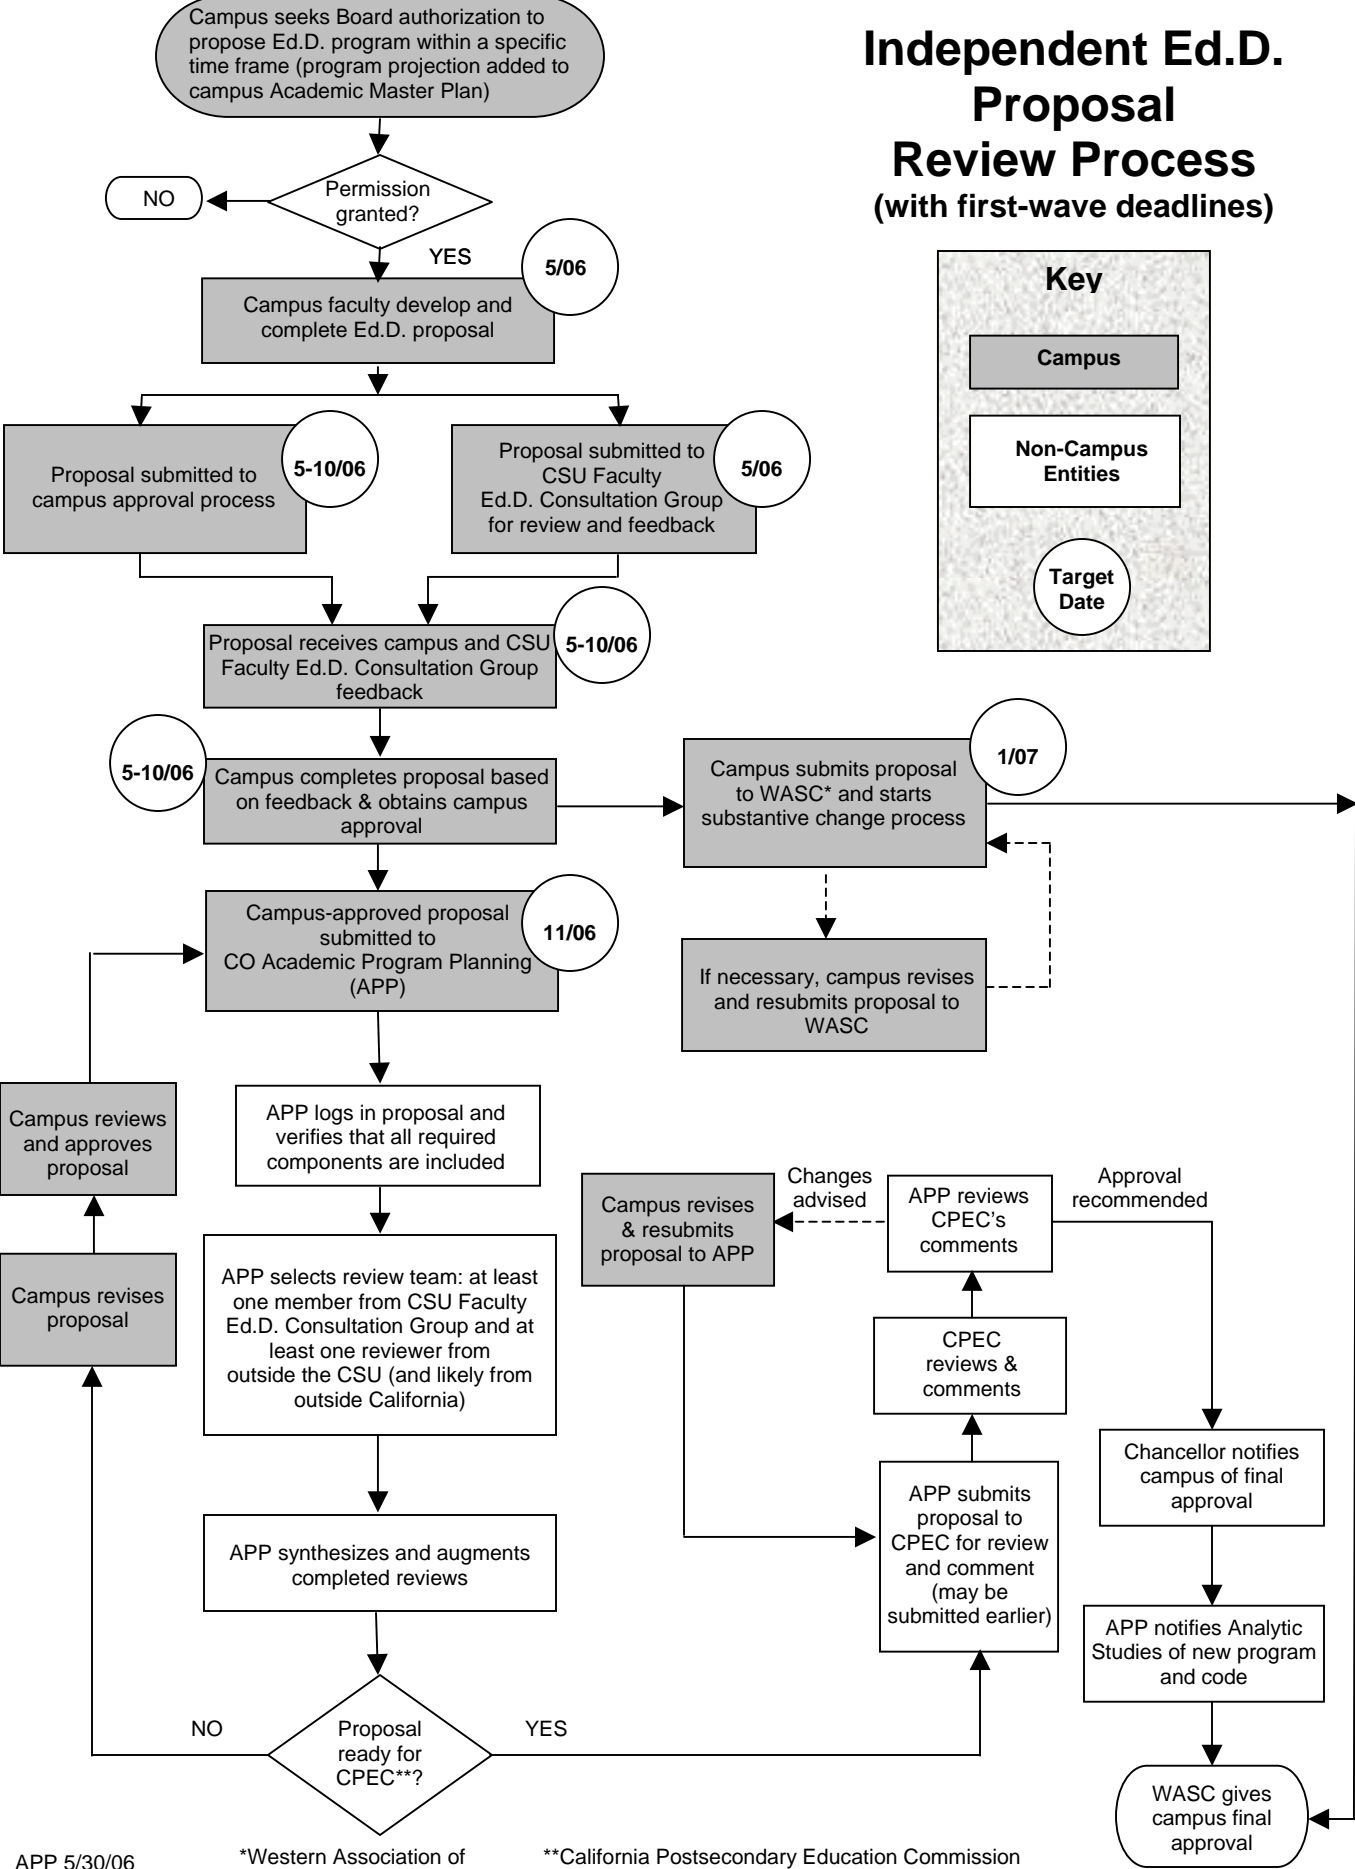 Campus seeks Board authorization to
propose Ed.D. program within a specific
time frame (program projection added to
campus Academic Master Plan)
Independent Ed.D.
Proposal
Review Process
(with first-wave deadlines)
Permission
granted?
NO
YES
5/06
Campus faculty develop and
complete Ed.D. proposal
Key
Campus
Non-Campus
Entities
Target
Date
Proposal submitted to
campus approval process
5-10/06
Proposal submitted to
CSU Faculty
Ed.D. Consultation Group
for review and feedback
5/06
Proposal receives campus and CSU
Faculty Ed.D. Consultation Group
feedback
5-10/06
5-10/06
Campus completes proposal based
on feedback & obtains campus
approval
Campus submits proposal
to WASC* and starts
substantive change process
1/07
Campus-approved proposal
submitted to
CO Academic Program Planning
(APP)
11/06
If necessary, campus revises
and resubmits proposal to
WASC
Campus reviews
and approves
proposal
APP logs in proposal and
verifies that all required
components are included
Campus revises
& resubmits
proposal to APP
Changes
advised
APP reviews
CPEC's
comments
Approval
recommended
Campus revises
proposal
APP selects review team: at least
one member from CSU Faculty
Ed.D. Consultation Group and at
least one reviewer from
outside the CSU (and likely from
outside California)
CPEC
reviews &
comments
Chancellor notifies
campus of final
approval
APP submits
proposal to
CPEC for review
and comment
(may be
submitted earlier)
APP synthesizes and augments
completed reviews
APP notifies Analytic
Studies of new program
and code
NO
Proposal
ready for
CPEC**?
YES
WASC gives
campus final
approval
APP 5/30/06
*Western Association of
**California Postsecondary Education Commission